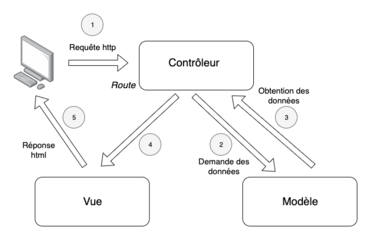 1
Requête http
Contrôleur
Route
Obtention des
données
3
5
4
2
Réponse
html
Demande des
données
Vue
Modèle